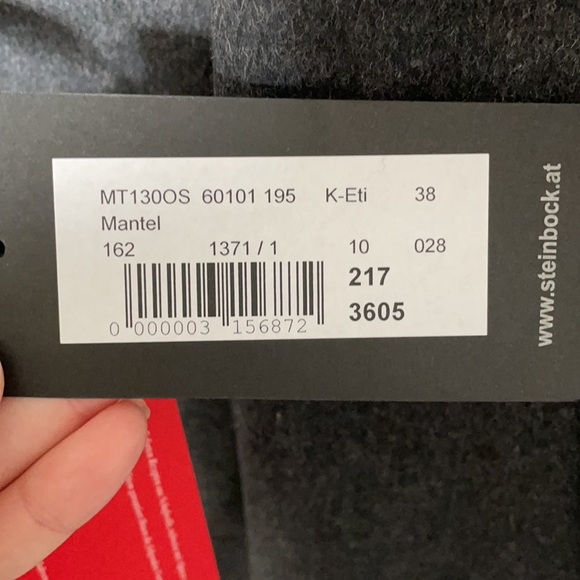 MT130OS 60101 195 K-Eti 38
Mantel
162 1371 / 1 10 028
217
3605
0 000003 156872
www.steinbock.at